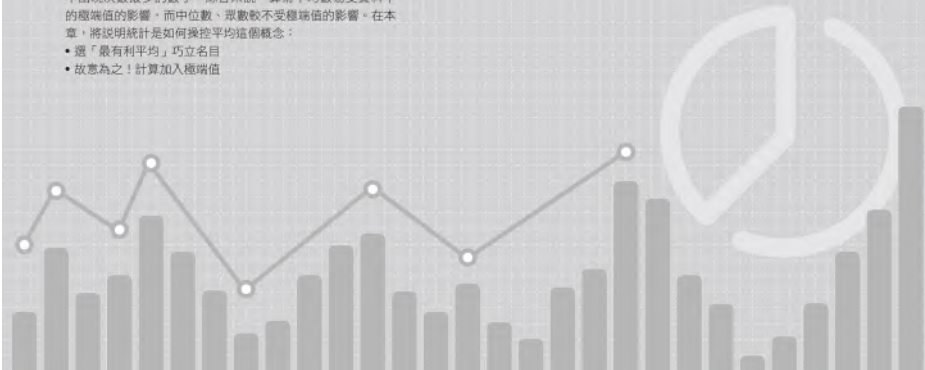 的極端值的影響，而中位數、眾數較不受極端值的影響。在本
章，將說明統計是如何操控平均這個概念：
• 選「最有利平均」巧立名目
• 故意為之！計算加入極端值